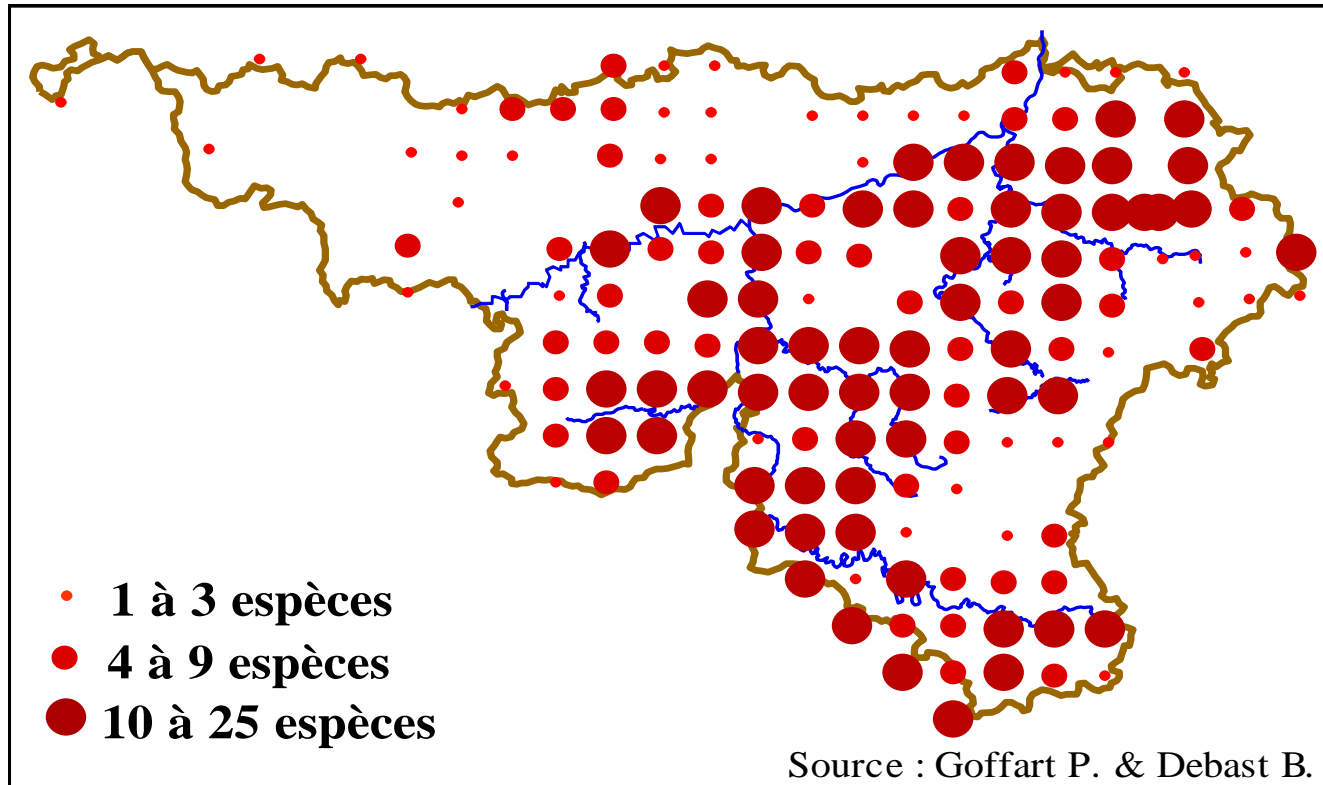 1 à 3 espèces
4 à 9 espèces
10 à 25 espèces
Source : Goffart P. & Debast B.